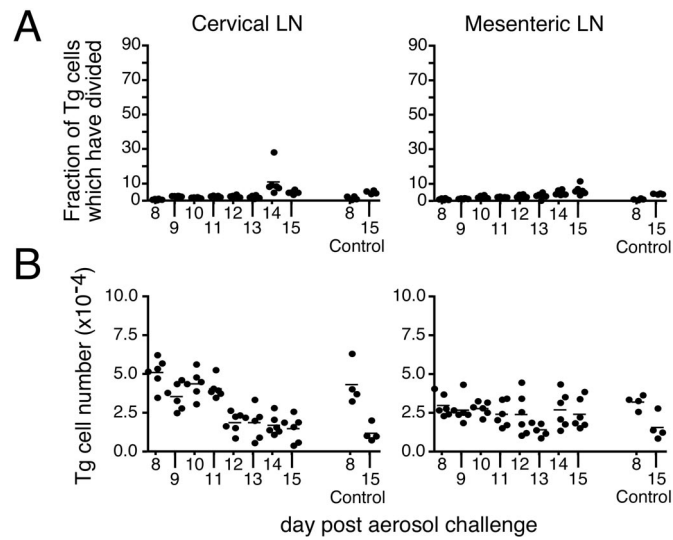 A
Cervical LN
Mesenteric LN
Fraction of Tg cells
which have divided
90
70
50
30
10
0
8 10 12 14 8
9 11 13 15 15
Control
90
70
50
30
10
0
8 10 12 14 8
9 11 13 15 15
Control
B
Tg cell number (x10-4)
10.0
7.5
5.0
2.5
0.0
8 10 12 14 8
9 11 13 15 15
Control
10.0
7.5
5.0
2.5
0.0
8 10 12 14 8
9 11 13 15 15
Control
day post aerosol challenge